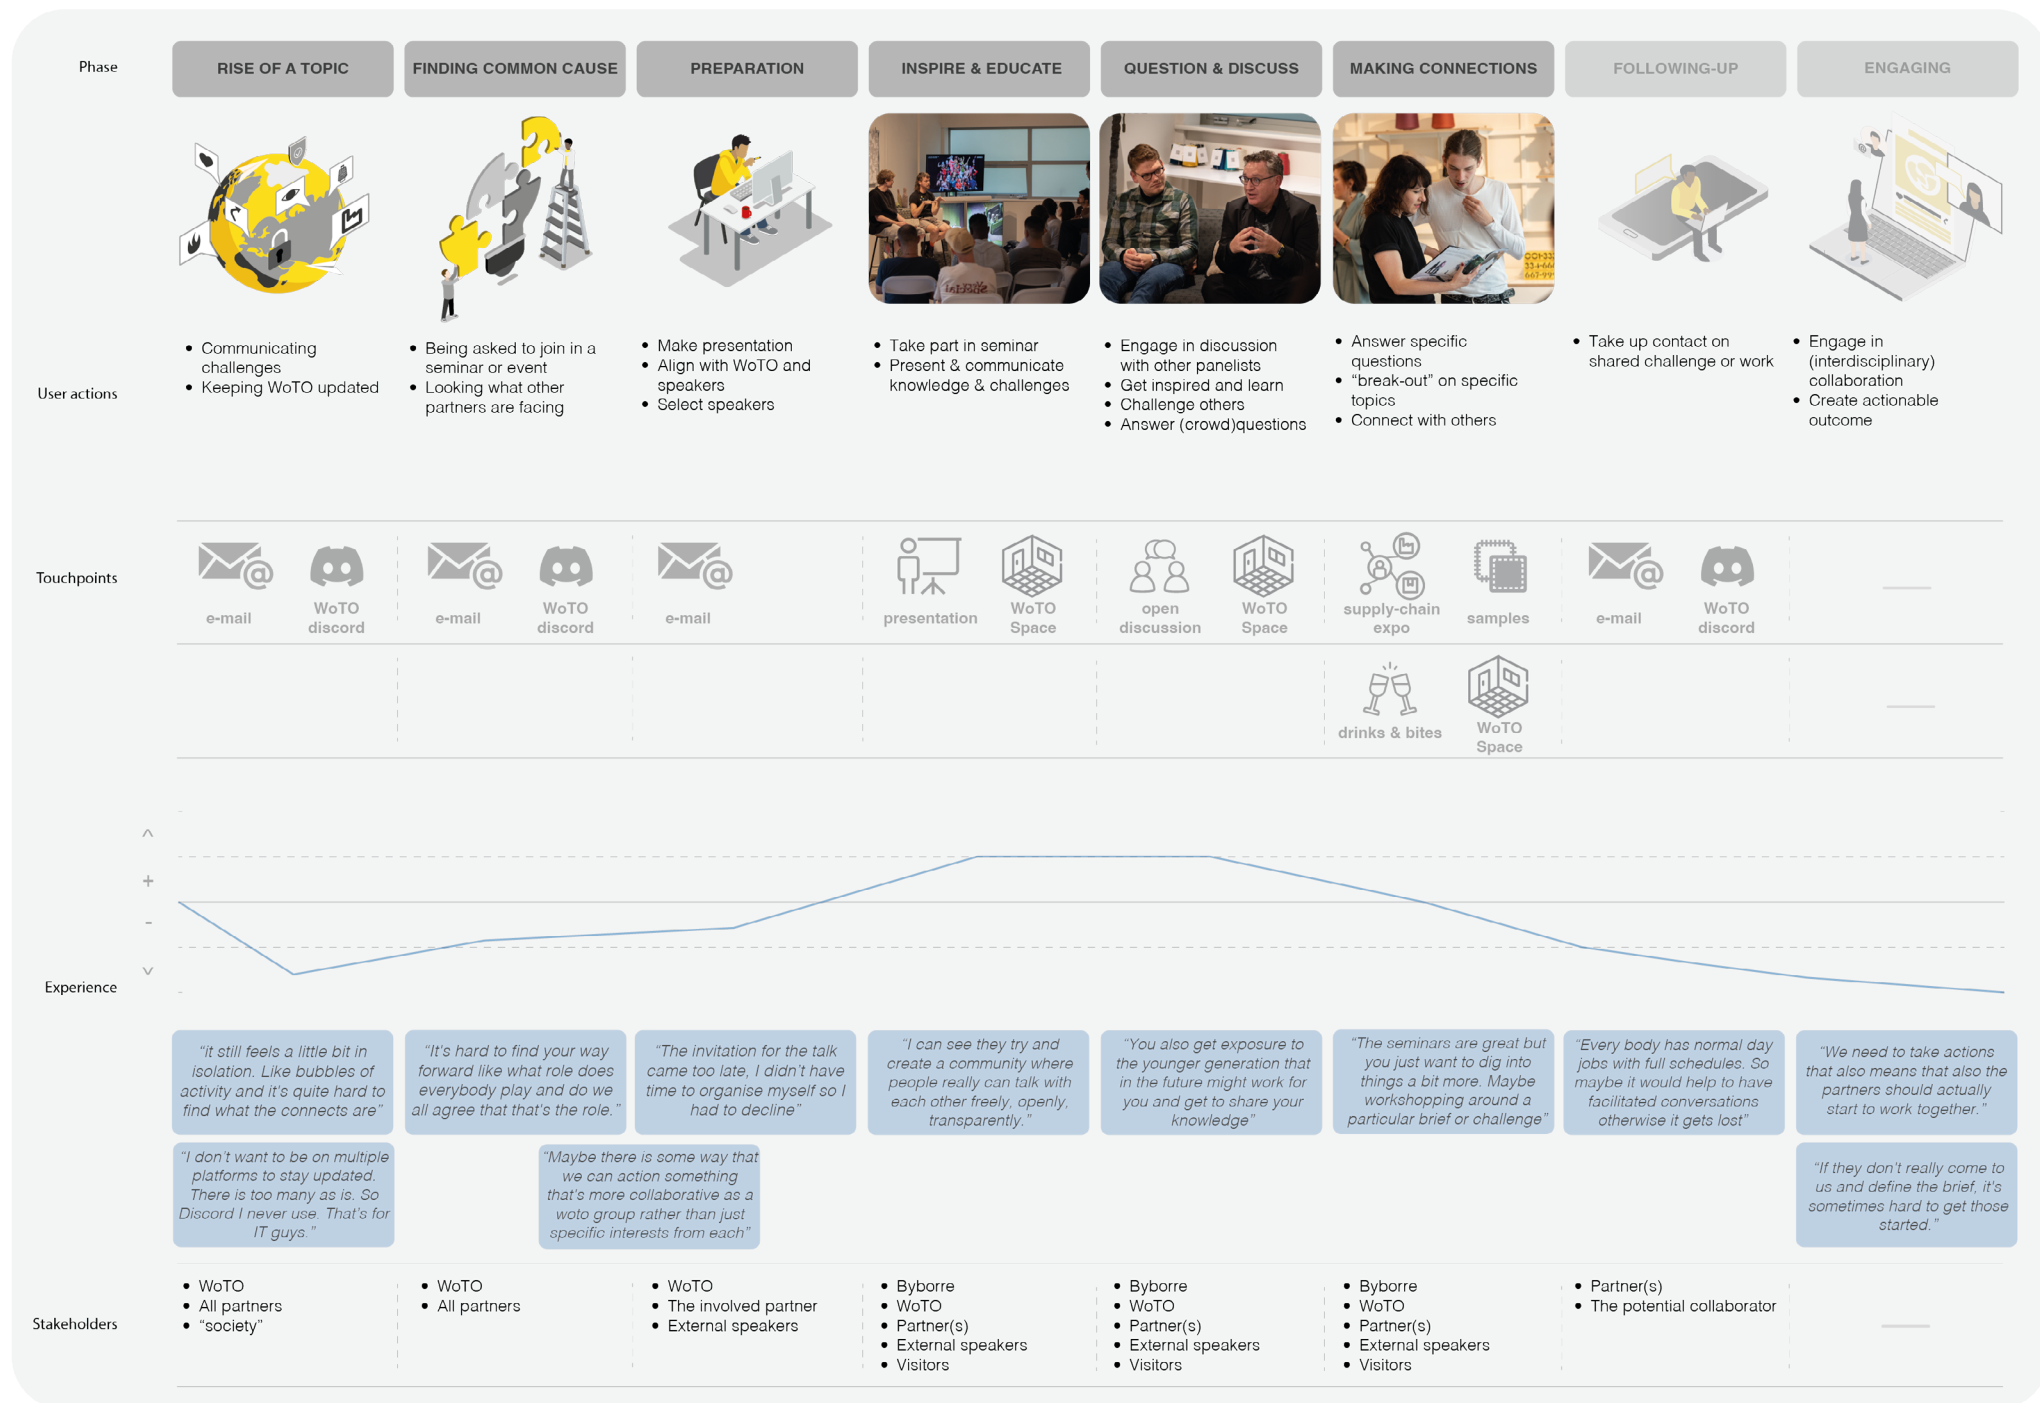 Phase
RISE OF A TOPIC
FINDING COMMON CAUSE
PREPARATION
INSPIRE & EDUCATE
QUESTION & DISCUSS
MAKING CONNECTIONS
FOLLOWING-UP
ENGAGING
User actions
• Communicating
challenges
• Keeping WoTO updated
• Being asked to join in a
seminar or event
• Looking what other
partners are facing
• Make presentation
• Align with WoTO and
speakers
• Select speakers
• Take part in seminar
• Present & communicate
knowledge & challenges
• Engage in discussion
with other panelists
• Get inspired and learn
• Challenge others
• Answer (crowd)questions
• Answer specific
questions
• “break-out” on specific
topics
• Connect with others
• Take up contact on
shared challenge or work
• Engage in
(interdisciplinary)
collaboration
• Create actionable
outcome
Touchpoints
e-mail
WoTO
discord
e-mail
WoTO
discord
e-mail
presentation
WoTO
Space
open
discussion
WoTO
Space
supply-chain
expo
samples
e-mail
WoTO
discord
drinks & bites
WoTO
Space
+
-
Experience
“it still feels a little bit in
isolation. Like bubbles of
activity and it's quite hard to
find what the connects are”
“It's hard to find your way
forward like what role does
everybody play and do we
all agree that that's the role.”
“The invitation for the talk
came too late, I didn't have
time to organise myself so I
had to decline”
“I can see they try and
create a community where
people really can talk with
each other freely, openly,
transparently.”
“You also get exposure to
the younger generation that
in the future might work for
you and get to share your
knowledge”
“The seminars are great but
you just want to dig into
things a bit more. Maybe
workshopping around a
particular brief or challenge”
“Every body has normal day
jobs with full schedules. So
maybe it would help to have
facilitated conversations
otherwise it gets lost”
“We need to take actions
that also means that also the
partners should actually
start to work together.”
“I don't want to be on multiple
platforms to stay updated.
There is too many as is. So
Discord I never use. That's for
IT guys.”
“Maybe there is some way that
we can action something
that's more collaborative as a
woto group rather than just
specific interests from each”
“If they don't really come to
us and define the brief, it's
sometimes hard to get those
started.”
Stakeholders
• WoTO
• All partners
• “society”
• WoTO
• All partners
• WoTO
• The involved partner
• External speakers
• Byborre
• WoTO
• Partner(s)
• External speakers
• Visitors
• Byborre
• WoTO
• Partner(s)
• External speakers
• Visitors
• Byborre
• WoTO
• Partner(s)
• External speakers
• Visitors
• Partner(s)
• The potential collaborator